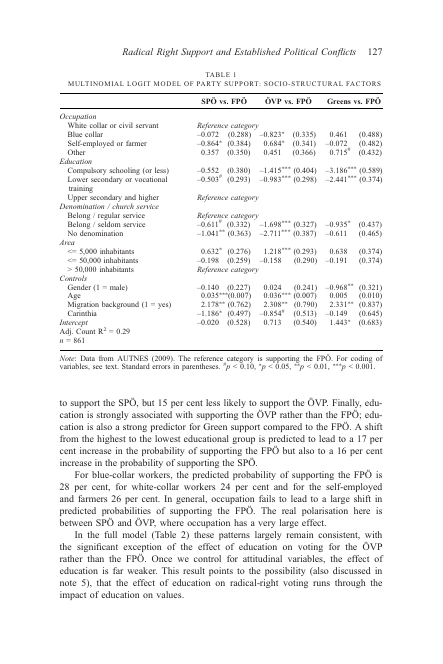 Radical Right Support and Established Political Conflicts 127
TABLE 1
MULTINOMIAL LOGIT MODEL OF PARTY SUPPORT: SOCIO-STRUCTURAL FACTORS
SPÖ vs. FPÖ ÖVP vs. FPÖ Greens vs. FPÖ
Occupation
White collar or civil servant Reference category
Blue collar −0.072 (0.288) −0.823* (0.335) 0.461 (0.488)
Self-employed or farmer −0.864* (0.384) 0.684* (0.341) −0.072 (0.482)
Other 0.357 (0.350) 0.451 (0.366) 0.715# (0.432)
Education
Compulsory schooling (or less) −0.552 (0.380) −1.415*** (0.404) −3.186*** (0.589)
Lower secondary or vocational −0.503# (0.293) −0.983*** (0.298) −2.441*** (0.374)
training
Upper secondary and higher Reference category
Denomination / church service
Belong / regular service Reference category
Belong / seldom service −0.611# (0.332) −1.698*** (0.327) −0.935* (0.437)
No denomination −1.041** (0.363) −2.711*** (0.387) −0.611 (0.465)
Area
<= 5,000 inhabitants 0.632* (0.276) 1.218*** (0.293) 0.638 (0.374)
<= 50,000 inhabitants −0.198 (0.259) −0.158 (0.290) −0.191 (0.374)
> 50,000 inhabitants Reference category
Controls
Gender (1 = male) −0.140 (0.227) 0.024 (0.241) −0.968** (0.321)
Age 0.035***(0.007) 0.036*** (0.007) 0.005 (0.010)
Migration background (1 = yes) 2.178** (0.762) 2.308** (0.790) 2.331** (0.837)
Carinthia −1.186* (0.497) −0.854# (0.513) −0.149 (0.645)
Intercept −0.020 (0.528) 0.713 (0.540) 1.443* (0.683)
Adj. Count R2 = 0.29
n = 861
Note: Data from AUTNES (2009). The reference category is supporting the FPÖ. For coding of
variables, see text. Standard errors in parentheses. #p < 0.10, *p < 0.05, **p < 0.01, ***p < 0.001.
to support the SPÖ, but 15 per cent less likely to support the ÖVP. Finally, edu-
cation is strongly associated with supporting the ÖVP rather than the FPÖ; edu-
cation is also a strong predictor for Green support compared to the FPÖ. A shift
from the highest to the lowest educational group is predicted to lead to a 17 per
cent increase in the probability of supporting the FPÖ but also to a 16 per cent
increase in the probability of supporting the SPÖ.
For blue-collar workers, the predicted probability of supporting the FPÖ is
28 per cent, for white-collar workers 24 per cent and for the self-employed
and farmers 26 per cent. In general, occupation fails to lead to a large shift in
predicted probabilities of supporting the FPÖ. The real polarisation here is
between SPÖ and ÖVP, where occupation has a very large effect.
In the full model (Table 2) these patterns largely remain consistent, with
the significant exception of the effect of education on voting for the ÖVP
rather than the FPÖ. Once we control for attitudinal variables, the effect of
education is far weaker. This result points to the possibility (also discussed in
note 5), that the effect of education on radical-right voting runs through the
impact of education on values.